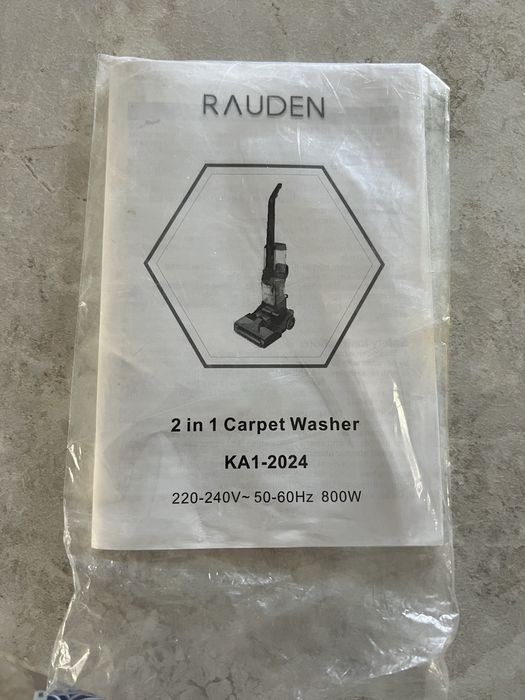 RAUDEN
2 in 1 Carpet Washer
KA1-2024
220-240V~ 50-60Hz 800W